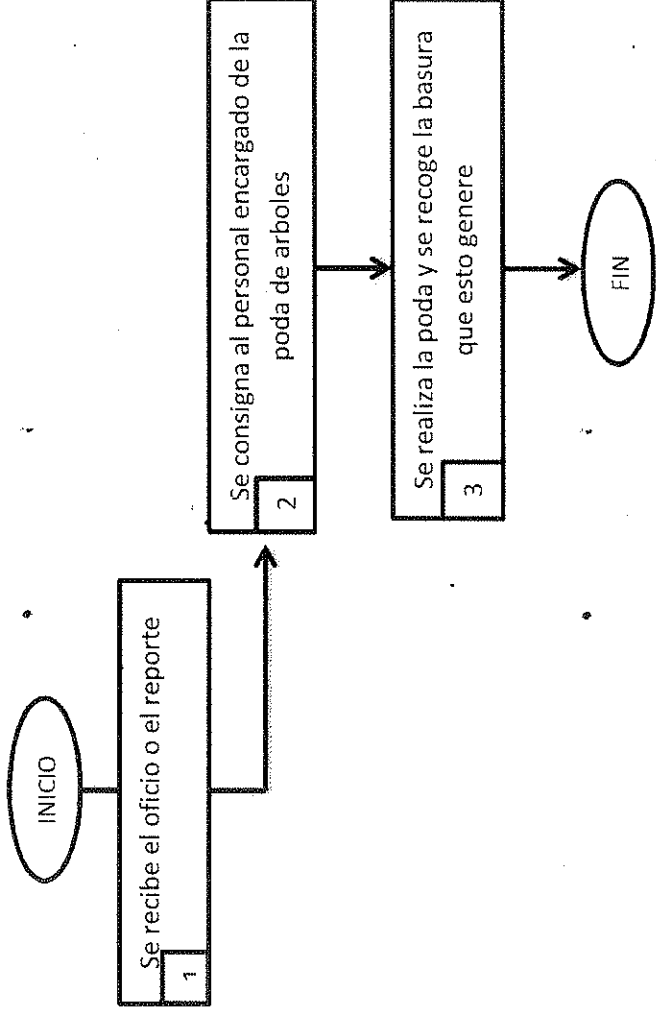 INICIO
Se recibe el oficio o el reporte
1
Se consigna al personal encargado de la
poda de arboles
2
Se realiza la poda y se recoge la basura
que esto genere
3
FIN